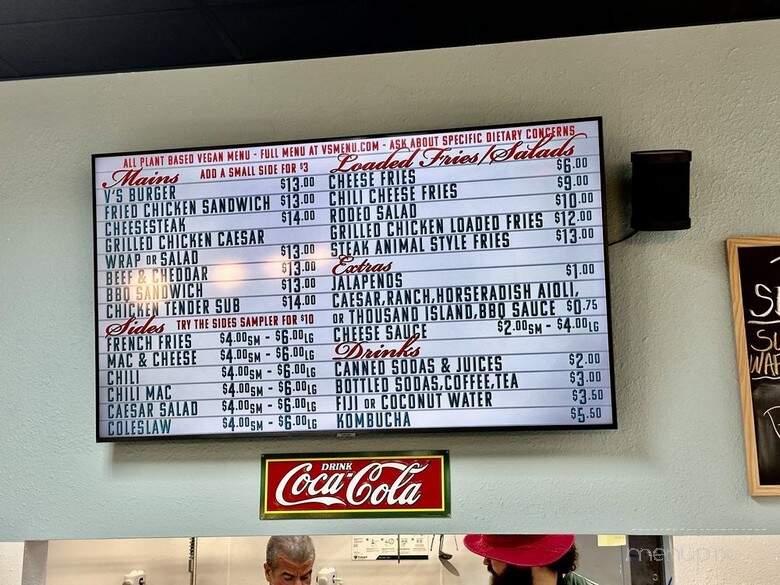 ALL PLANT BASED VEGAN MENU - FULL MENU AT VSMENU.COM - ASK ABOUT SPECIFIC DIETARY CONCERNS
Mains ADD A SMALL SIDE FOR $3
V'S BURGER $13.00
FRIED CHICKEN SANDWICH $13.00
CHEESESTEAK $14.00
GRILLED CHICKEN CAESAR
WRAP OR SALAD $13.00
BEEF & CHEDDAR $13.00
BBQ SANDWICH $13.00
CHICKEN TENDER SUB $14.00
Sides TRY THE SIDES SAMPLER FOR $10
FRENCH FRIES $4.00SM - $6.00LG
MAC & CHEESE $4.00SM - $6.00LG
CHILI $4.00SM - $6.00LG
CHILI MAC $4.00SM - $6.00LG
CAESAR SALAD $4.00SM - $6.00LG
COLESLAW $4.00SM - $6.00LG
Loaded Fries/Salads
CHEESE FRIES $6.00
CHILI CHEESE FRIES $9.00
RODEO SALAD $10.00
GRILLED CHICKEN LOADED FRIES $12.00
STEAK ANIMAL STYLE FRIES $13.00
Extras
JALAPENOS $1.00
CAESAR,RANCH,HORSERADISH AIOLI,
OR THOUSAND ISLAND,BBQ SAUCE $0.75
CHEESE SAUCE $2.00SM - $4.00LG
Drinks
CANNED SODAS & JUICES $2.00
BOTTLED SODAS,COFFEE,TEA $3.00
FIJI OR COCONUT WATER $3.50
KOMBUCHA $5.50
DRINK
Coca-Cola